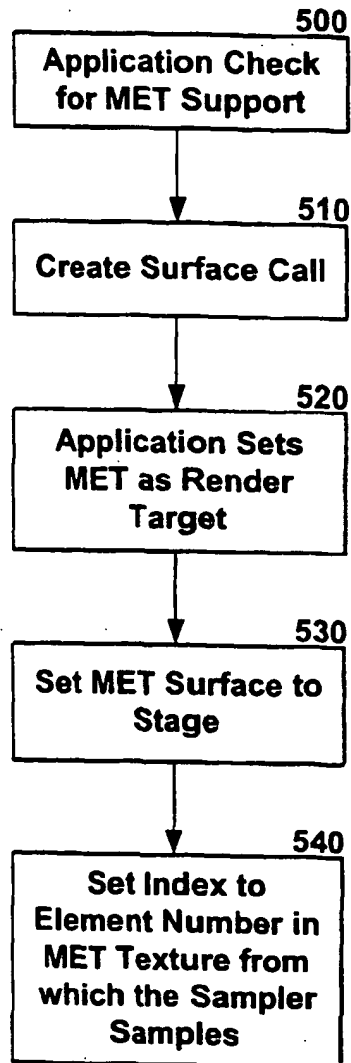 500
Application Check
for MET Support
510
Create Surface Call
520
Application Sets
MET as Render
Target
530
Set MET Surface to
Stage
540
Set Index to
Element Number in
MET Texture from
which the Sampler
Samples